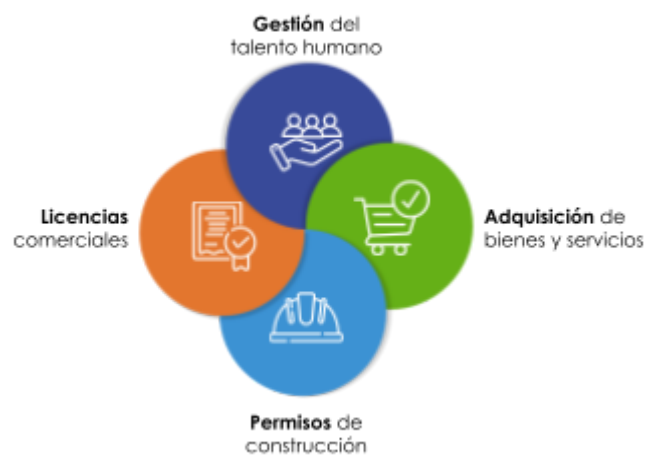 Gestión del
talento humano
Licencias
comerciales
Adquisición de
bienes y servicios
Permisos de
construcción